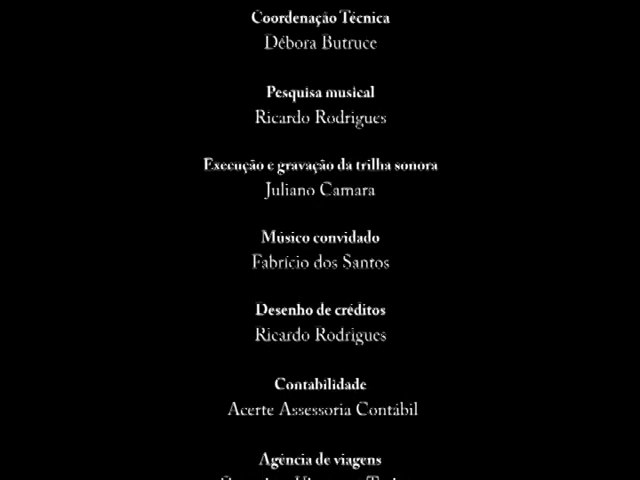 Coordenação Técnica
Débora Butruce
Pesquisa musical
Ricardo Rodrigues
Execução e gravação da trilha sonora
Juliano Camara
Músico convidado
Fabrício dos Santos
Desenho de créditos
Ricardo Rodrigues
Contabilidade
Acerte Assessoria Contábil
Agência de viagens